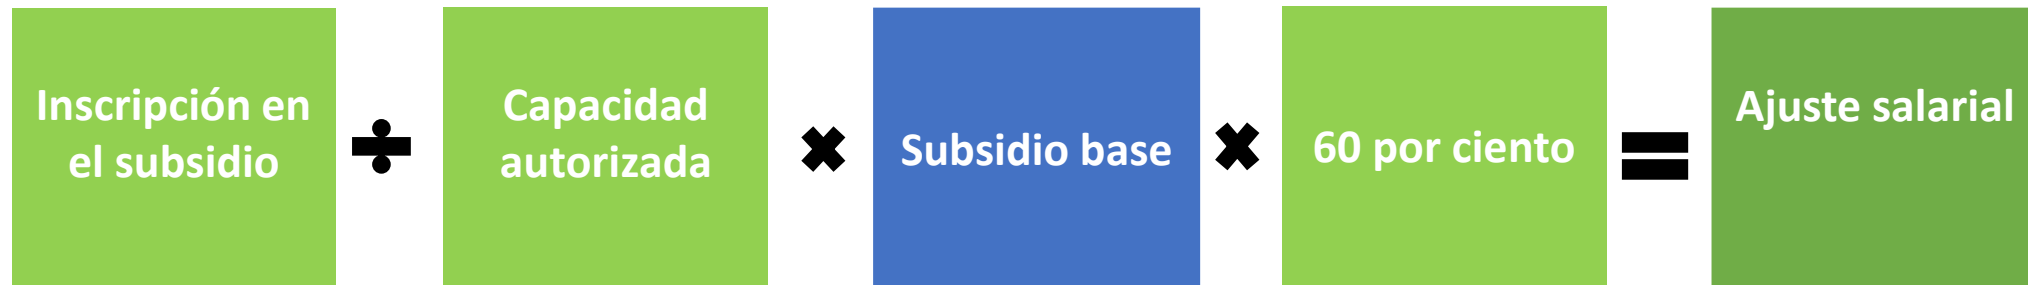 Inscripción en
el subsidio
÷
Capacidad
autorizada
×
Subsidio base
×
60 por ciento
=
Ajuste salarial